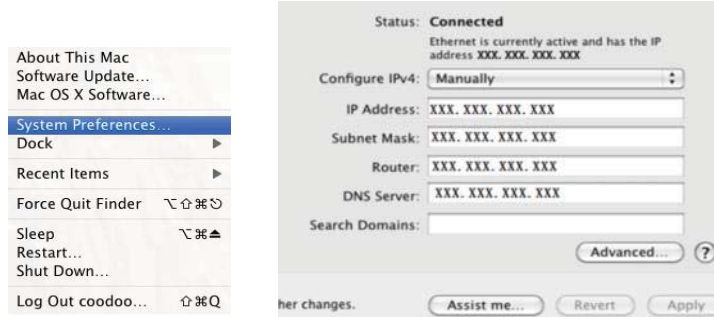 About This Mac
Software Update...
Mac OS X Software...
System Preferences...
Dock
Recent Items
Force Quit Finder ⌥⇧⌘⎋
Sleep ⌥⌘⏏
Restart...
Shut Down...
Log Out coodoo... ⇧⌘Q
Status: Connected
Ethernet is currently active and has the IP
address XXX. XXX. XXX. XXX
Configure IPv4: Manually
IP Address: XXX. XXX. XXX. XXX
Subnet Mask: XXX. XXX. XXX. XXX
Router: XXX. XXX. XXX. XXX
DNS Server: XXX. XXX. XXX. XXX
Search Domains:
Advanced... ?
her changes. Assist me... Revert Apply